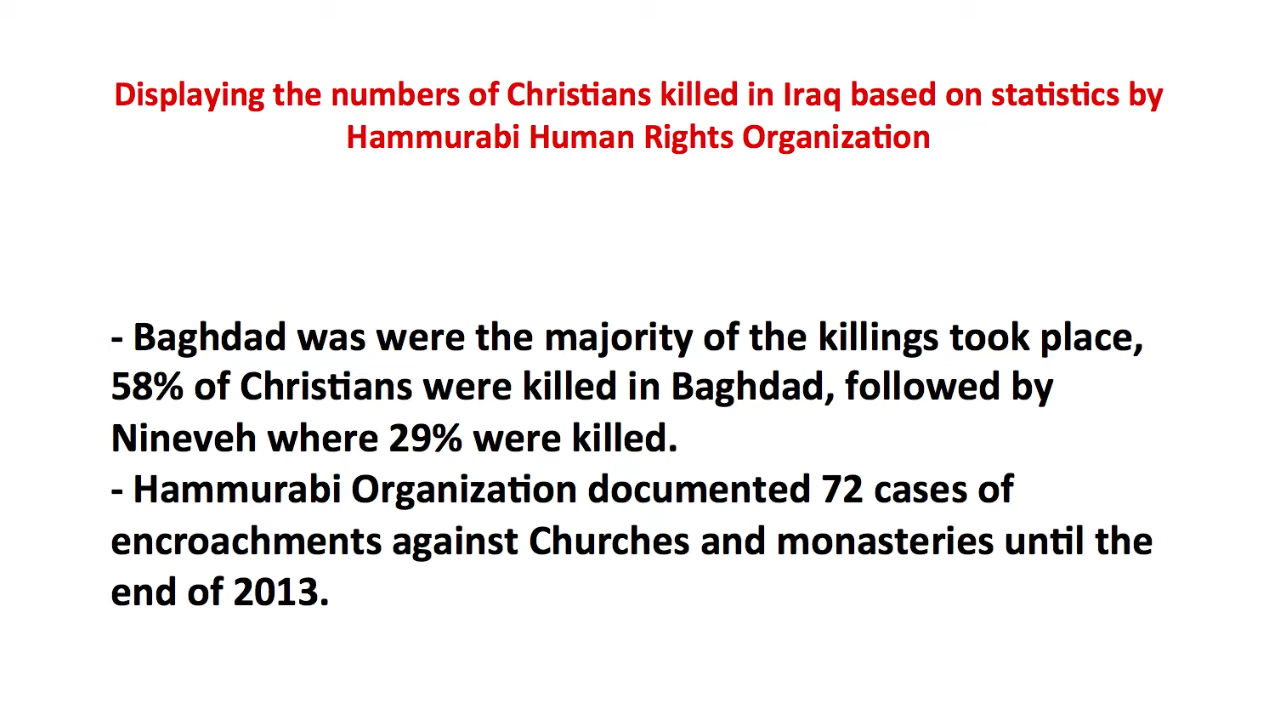 Displaying the numbers of Christians killed in Iraq based on statistics by
Hammurabi Human Rights Organization
- Baghdad was were the majority of the killings took place,
58% of Christians were killed in Baghdad, followed by
Nineveh where 29% were killed.
- Hammurabi Organization documented 72 cases of
encroachments against Churches and monasteries until the
end of 2013.